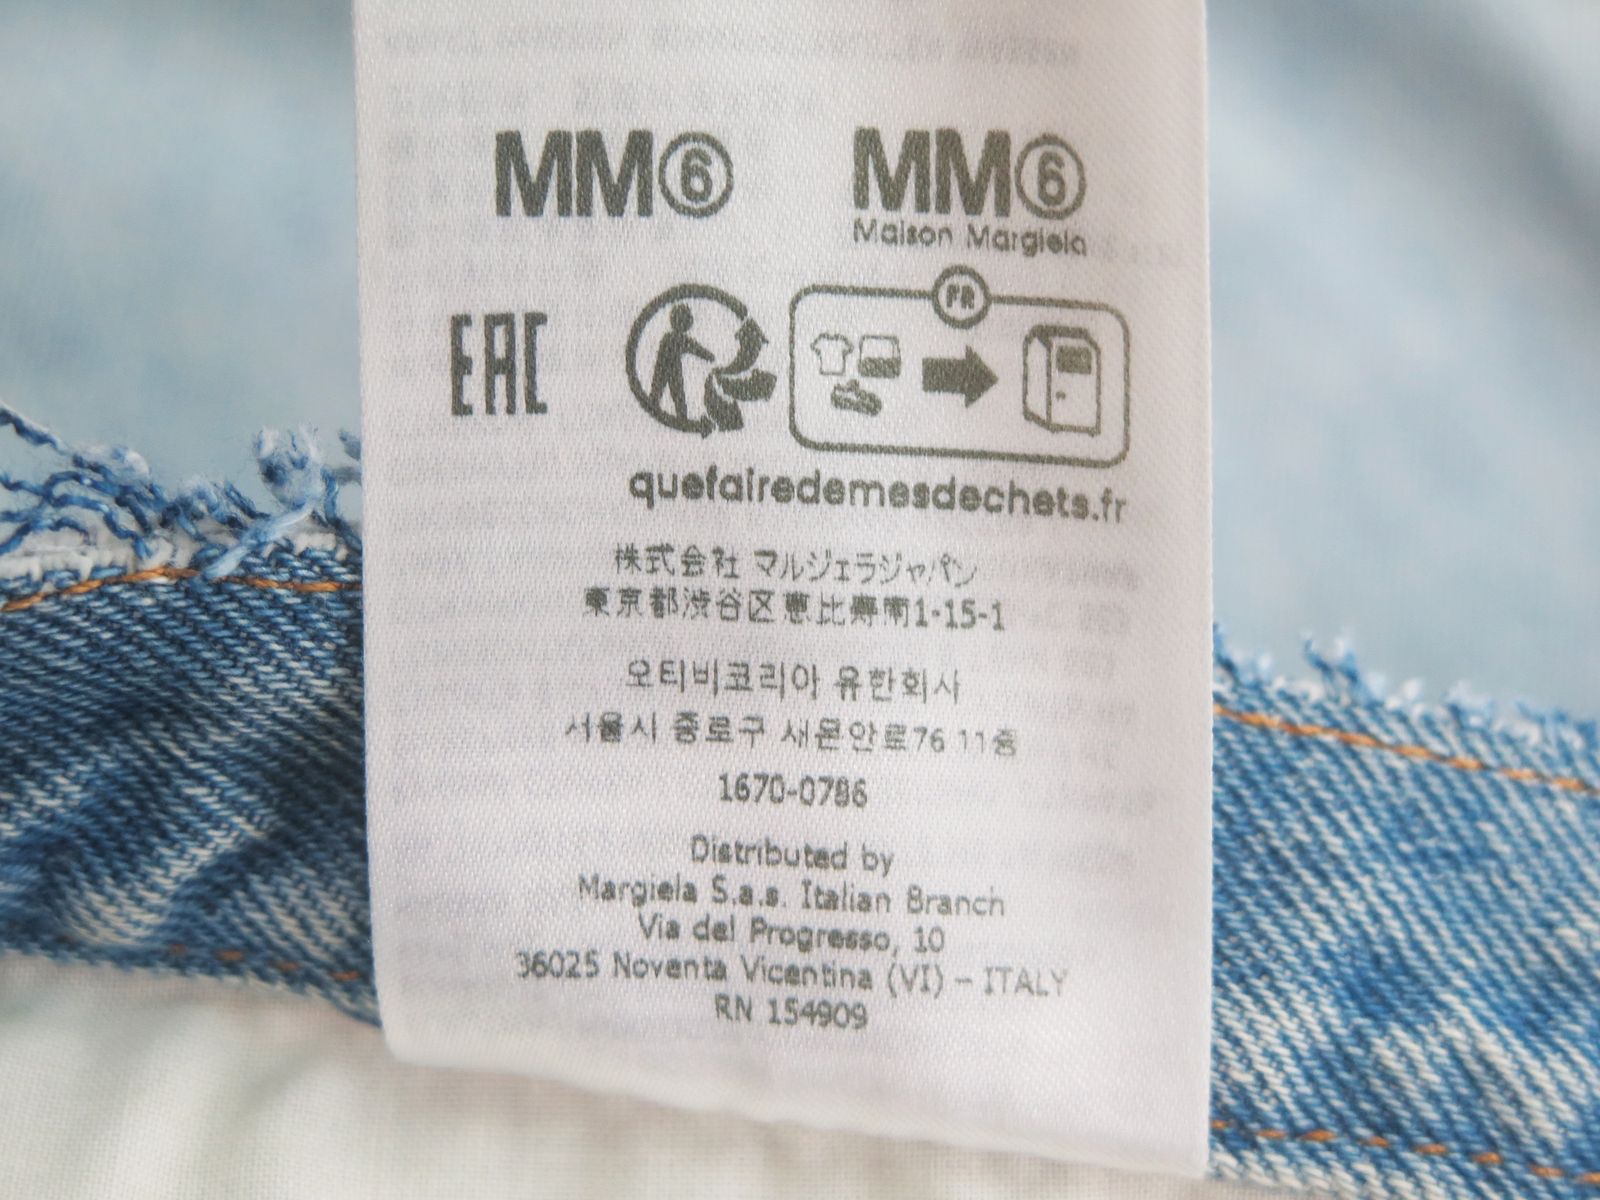 MM⑥ MM⑥
Maison Margiela
FR
EAC
quefairedemesdechets.fr
株式会社 マルジェラジャパン
東京都渋谷区恵比寿南1-15-1
오티비코리아 유한회사
서울시 종로구 새문안로76 11층
1670-0786
Distributed by
Margiela S.a.s. Italian Branch
Via del Progresso, 10
36025 Noventa Vicentina (VI) – ITALY
RN 154909